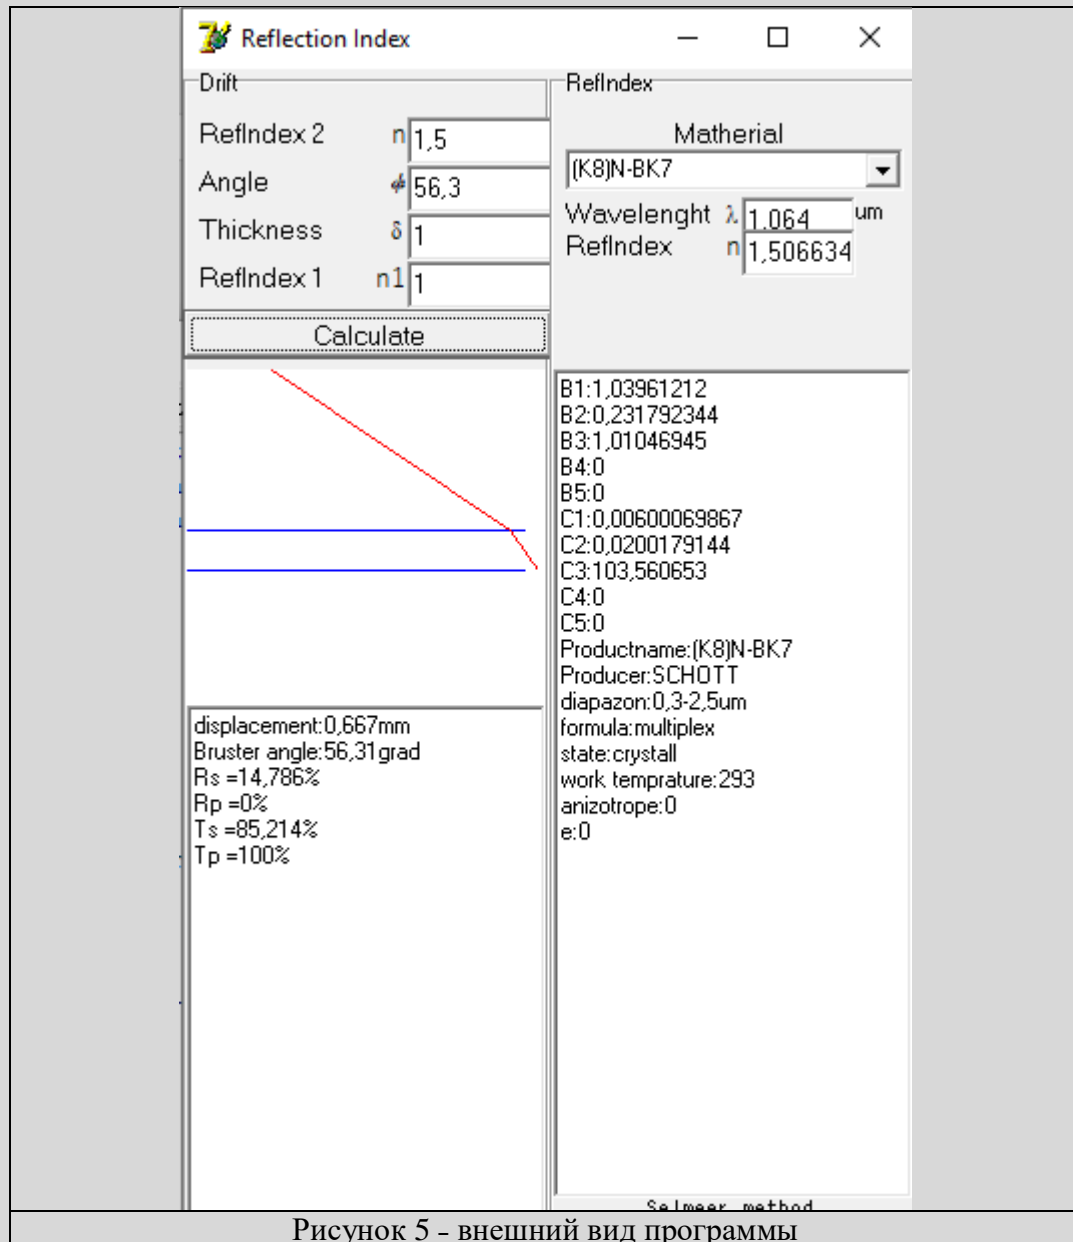 Reflection Index
Drift
RefIndex 2 n 1,5
Angle ϕ 56,3
Thickness δ 1
RefIndex 1 n1 1
Calculate
RefIndex
Matherial
(K8)N-BK7
Wavelenght λ 1.064 um
RefIndex n 1,506634
displacement:0,667mm
Bruster angle:56,31grad
Rs =14,786%
Rp =0%
Ts =85,214%
Tp =100%
B1:1,03961212
B2:0,231792344
B3:1,01046945
B4:0
B5:0
C1:0,00600069867
C2:0,0200179144
C3:103,560653
C4:0
C5:0
Productname:(K8)N-BK7
Producer:SCHOTT
diapazon:0,3-2,5um
formula:multiplex
state:crystall
work temprature:293
anizotrope:0
e:0
Selmeer method
Рисунок 5 - внешний вид программы